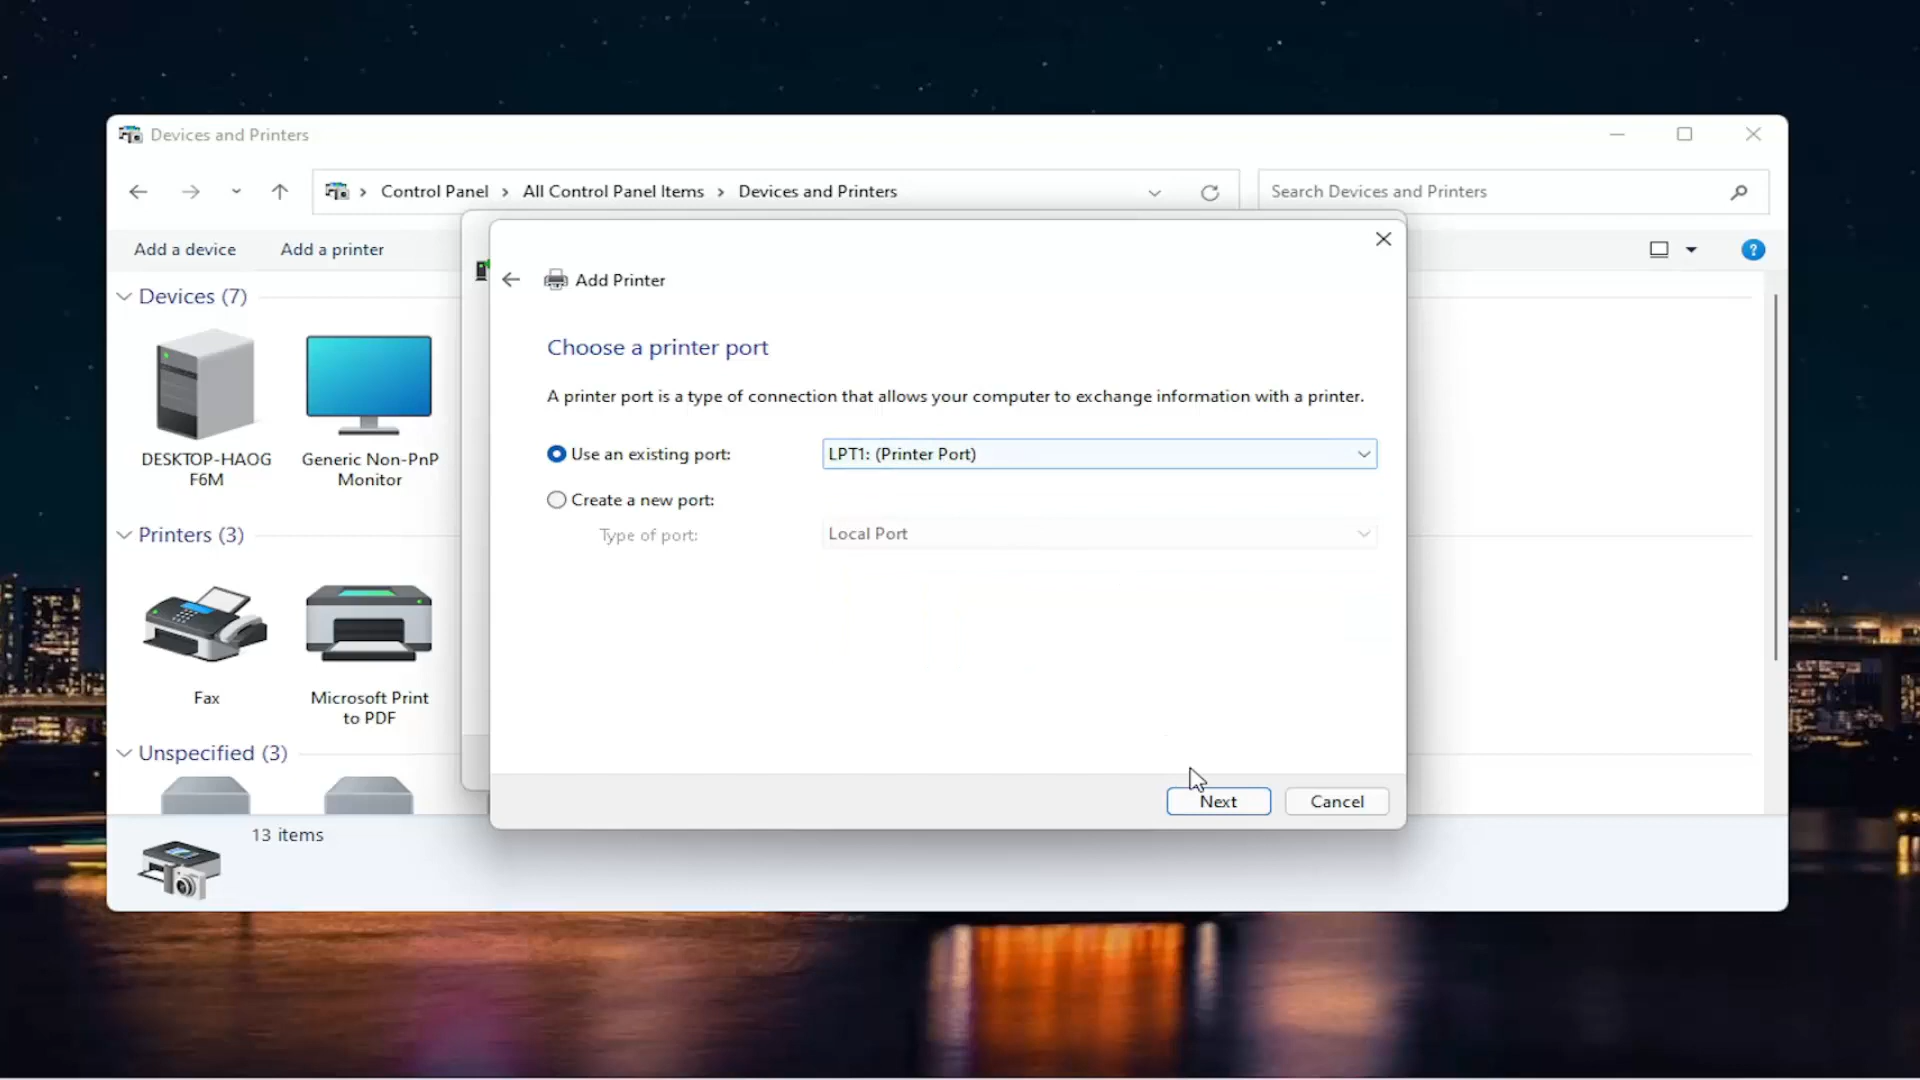 Devices and Printers
Control Panel
All Control Panel Items
Devices and Printers
Search Devices and Printers
Add a device
Add a printer
?
Devices (7)
DESKTOP-HAOG
F6M
Generic Non-PnP
Monitor
Printers (3)
Fax
Microsoft Print
to PDF
Unspecified (3)
13 items
Add Printer
Choose a printer port
A printer port is a type of connection that allows your computer to exchange information with a printer.
Use an existing port:
LPT1: (Printer Port)
Create a new port:
Type of port:
Local Port
Next
Cancel